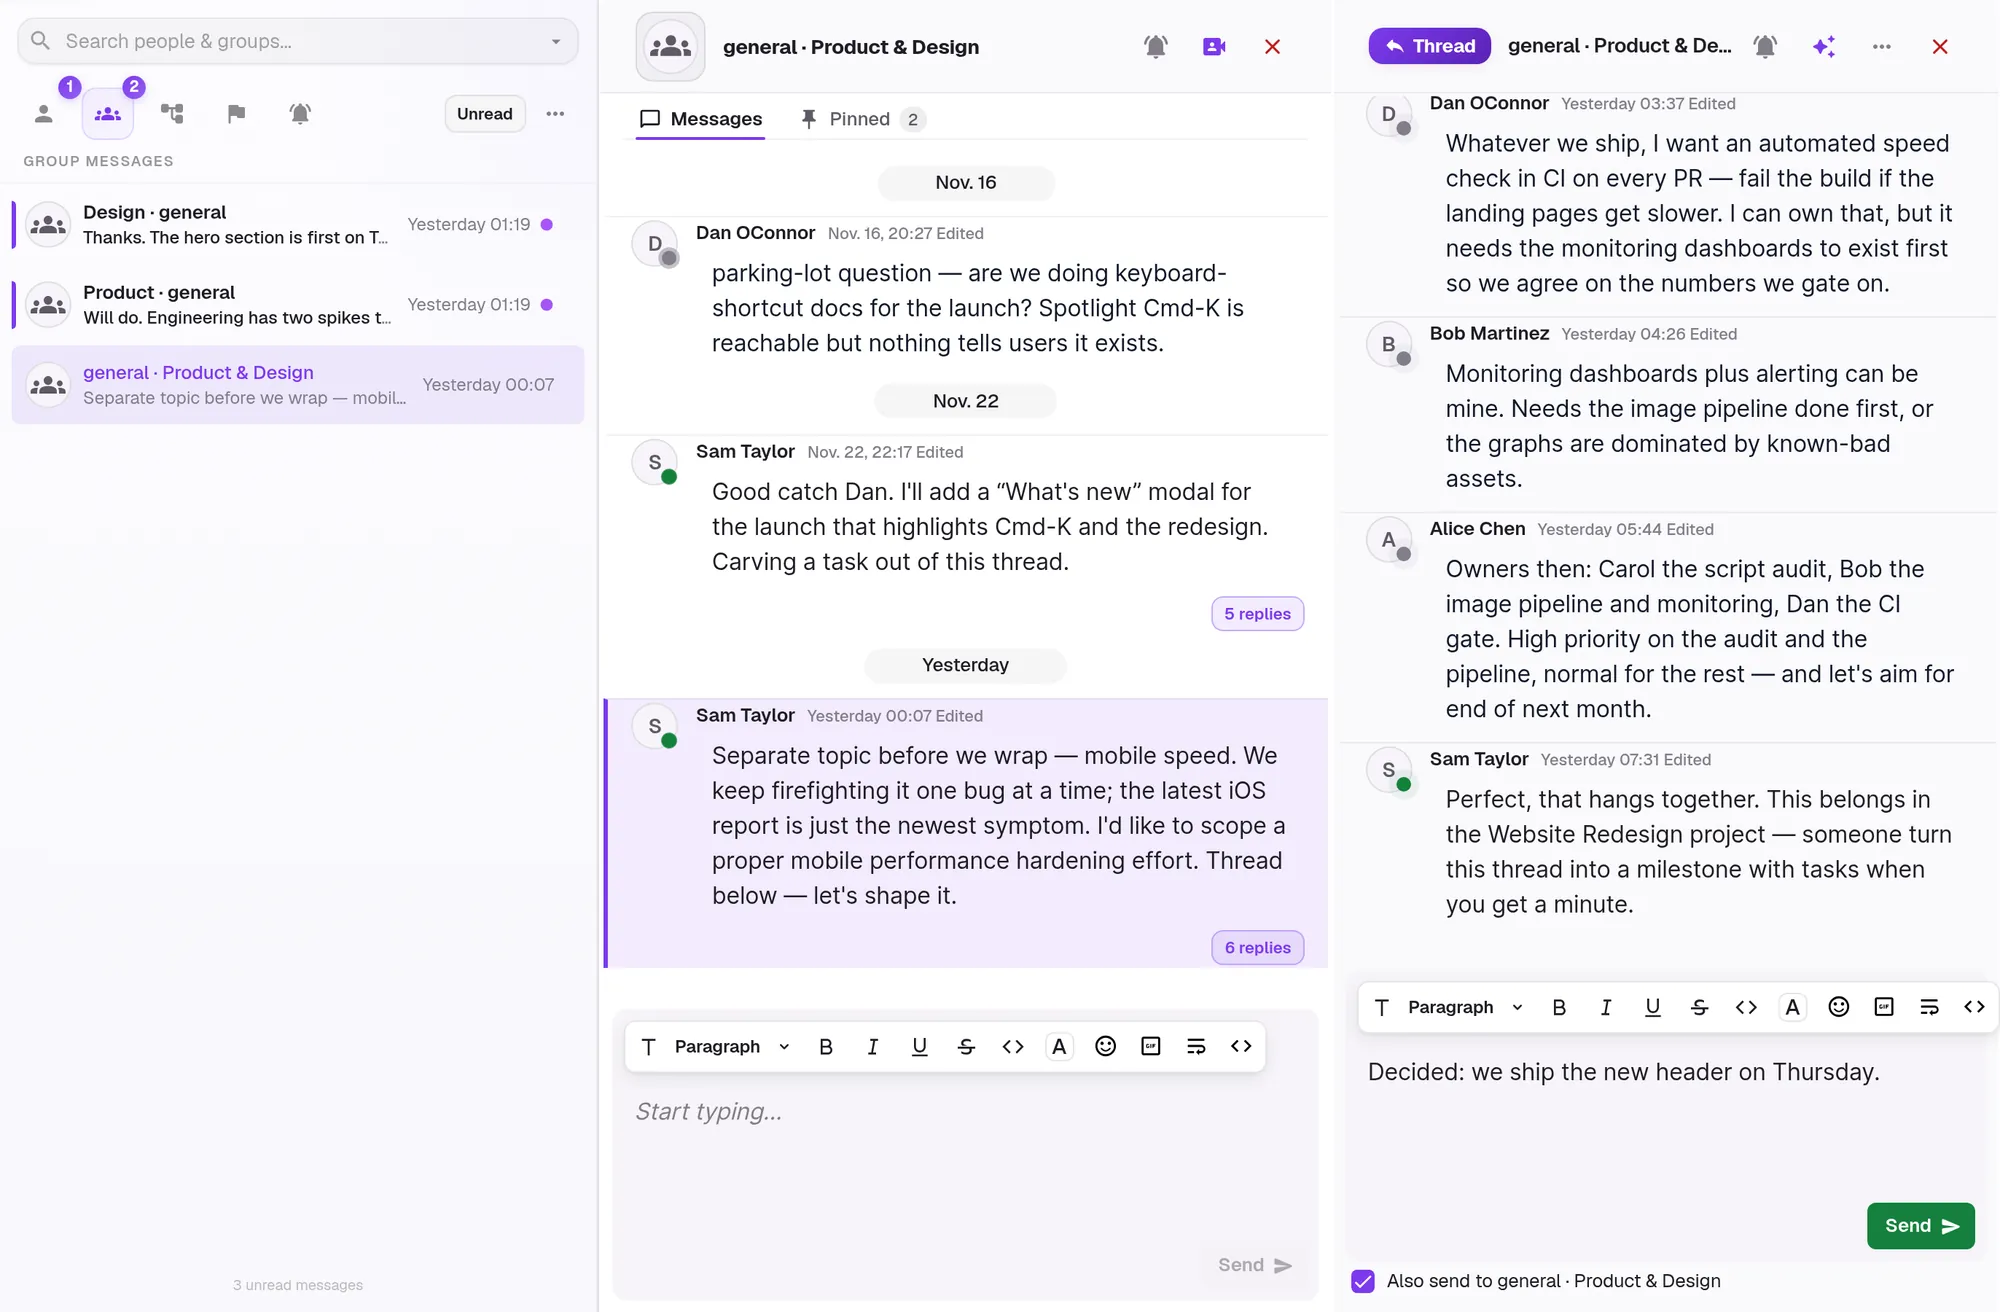 Search people & groups...
1
2
Unread
GROUP MESSAGES
Design · general
Yesterday 01:19
Thanks. The hero section is first on T...
Product · general
Yesterday 01:19
Will do. Engineering has two spikes t...
general · Product & Design
Yesterday 00:07
Separate topic before we wrap — mobil...
3 unread messages
general · Product & Design
Messages
Pinned 2
Nov. 16
D
Dan OConnor Nov. 16, 20:27 Edited
parking-lot question — are we doing keyboard-
shortcut docs for the launch? Spotlight Cmd-K is
reachable but nothing tells users it exists.
Nov. 22
S
Sam Taylor Nov. 22, 22:17 Edited
Good catch Dan. I'll add a “What's new” modal for
the launch that highlights Cmd-K and the redesign.
Carving a task out of this thread.
5 replies
Yesterday
S
Sam Taylor Yesterday 00:07 Edited
Separate topic before we wrap — mobile speed. We
keep firefighting it one bug at a time; the latest iOS
report is just the newest symptom. I'd like to scope a
proper mobile performance hardening effort. Thread
below — let's shape it.
6 replies
T Paragraph B I U S <> A GIF <>
Start typing...
Send
Thread
general · Product & De...
D
Dan OConnor Yesterday 03:37 Edited
Whatever we ship, I want an automated speed
check in CI on every PR — fail the build if the
landing pages get slower. I can own that, but it
needs the monitoring dashboards to exist first
so we agree on the numbers we gate on.
B
Bob Martinez Yesterday 04:26 Edited
Monitoring dashboards plus alerting can be
mine. Needs the image pipeline done first, or
the graphs are dominated by known-bad
assets.
A
Alice Chen Yesterday 05:44 Edited
Owners then: Carol the script audit, Bob the
image pipeline and monitoring, Dan the CI
gate. High priority on the audit and the
pipeline, normal for the rest — and let's aim for
end of next month.
S
Sam Taylor Yesterday 07:31 Edited
Perfect, that hangs together. This belongs in
the Website Redesign project — someone turn
this thread into a milestone with tasks when
you get a minute.
T Paragraph B I U S <> A GIF <>
Decided: we ship the new header on Thursday.
Send
Also send to general · Product & Design